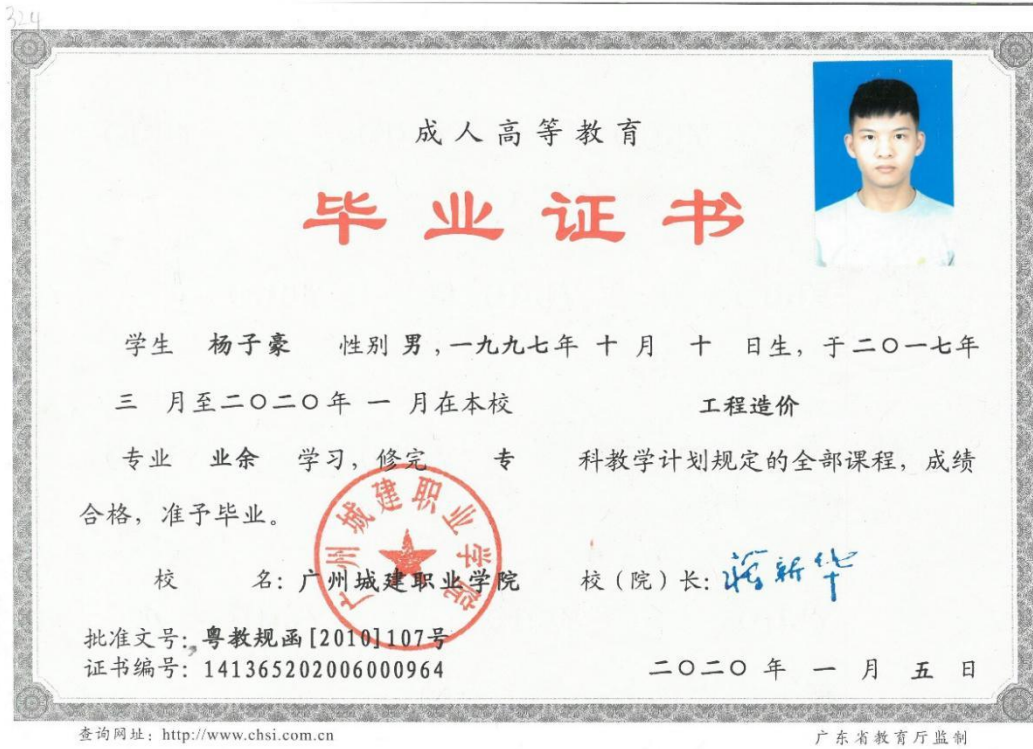 324
成人高等教育
毕业证书
学生 杨子豪 性别 男，一九九七年 十 月 十 日生，于二〇一七年
三 月至二〇二〇年 一 月在本校 工程造价
专业 业余 学习，修完 专 科教学计划规定的全部课程，成绩
合格，准予毕业。
广州城建职业学院
校 名：广州城建职业学院 校（院）长：蒋新华
批准文号：粤教规函[2010]107号
证书编号：141365202006000964 二〇二〇 年 一 月 五 日
查询网址：http://www.chsi.com.cn 广东省教育厅监制